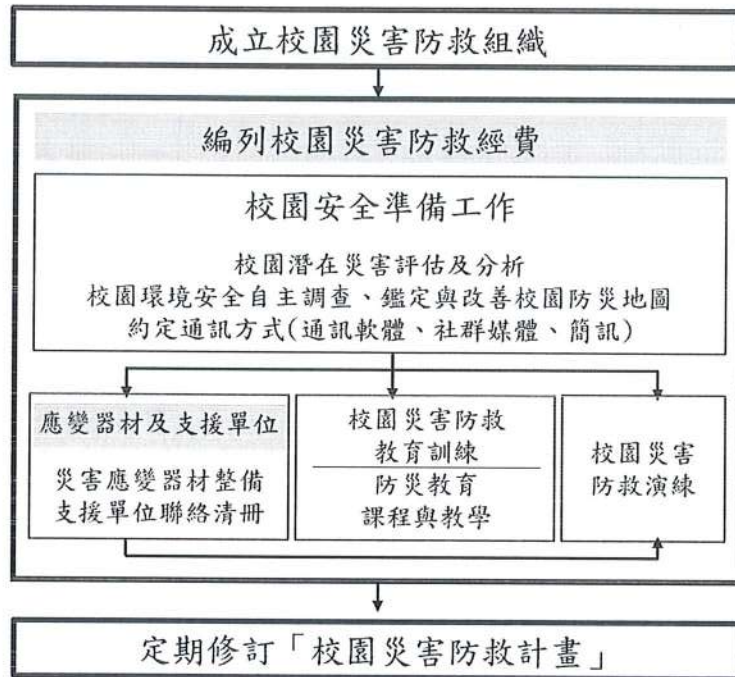 成立校園災害防救組織
編列校園災害防救經費
校園安全準備工作
校園潛在災害評估及分析
校園環境安全自主調查、鑑定與改善校園防災地圖
約定通訊方式(通訊軟體、社群媒體、簡訊)
應變器材及支援單位
災害應變器材整備
支援單位聯絡清冊
校園災害防救
教育訓練
防災教育
課程與教學
校園災害
防救演練
定期修訂「校園災害防救計畫」